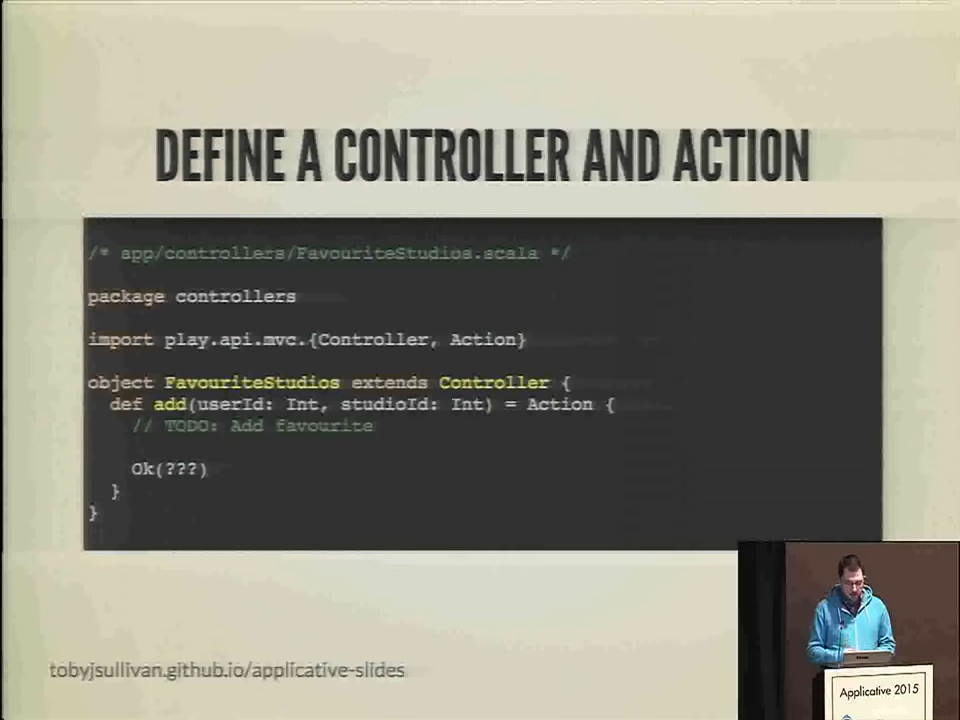 DEFINE A CONTROLLER AND ACTION
/* app/controllers/FavouriteStudios.scala */
package controllers
import play.api.mvc.{Controller, Action}
object FavouriteStudios extends Controller {
def add(userId: Int, studioId: Int) = Action {
// TODO: Add favourite
Ok(???)
}
}
tobyjsullivan.github.io/applicative-slides
Applicative 2015